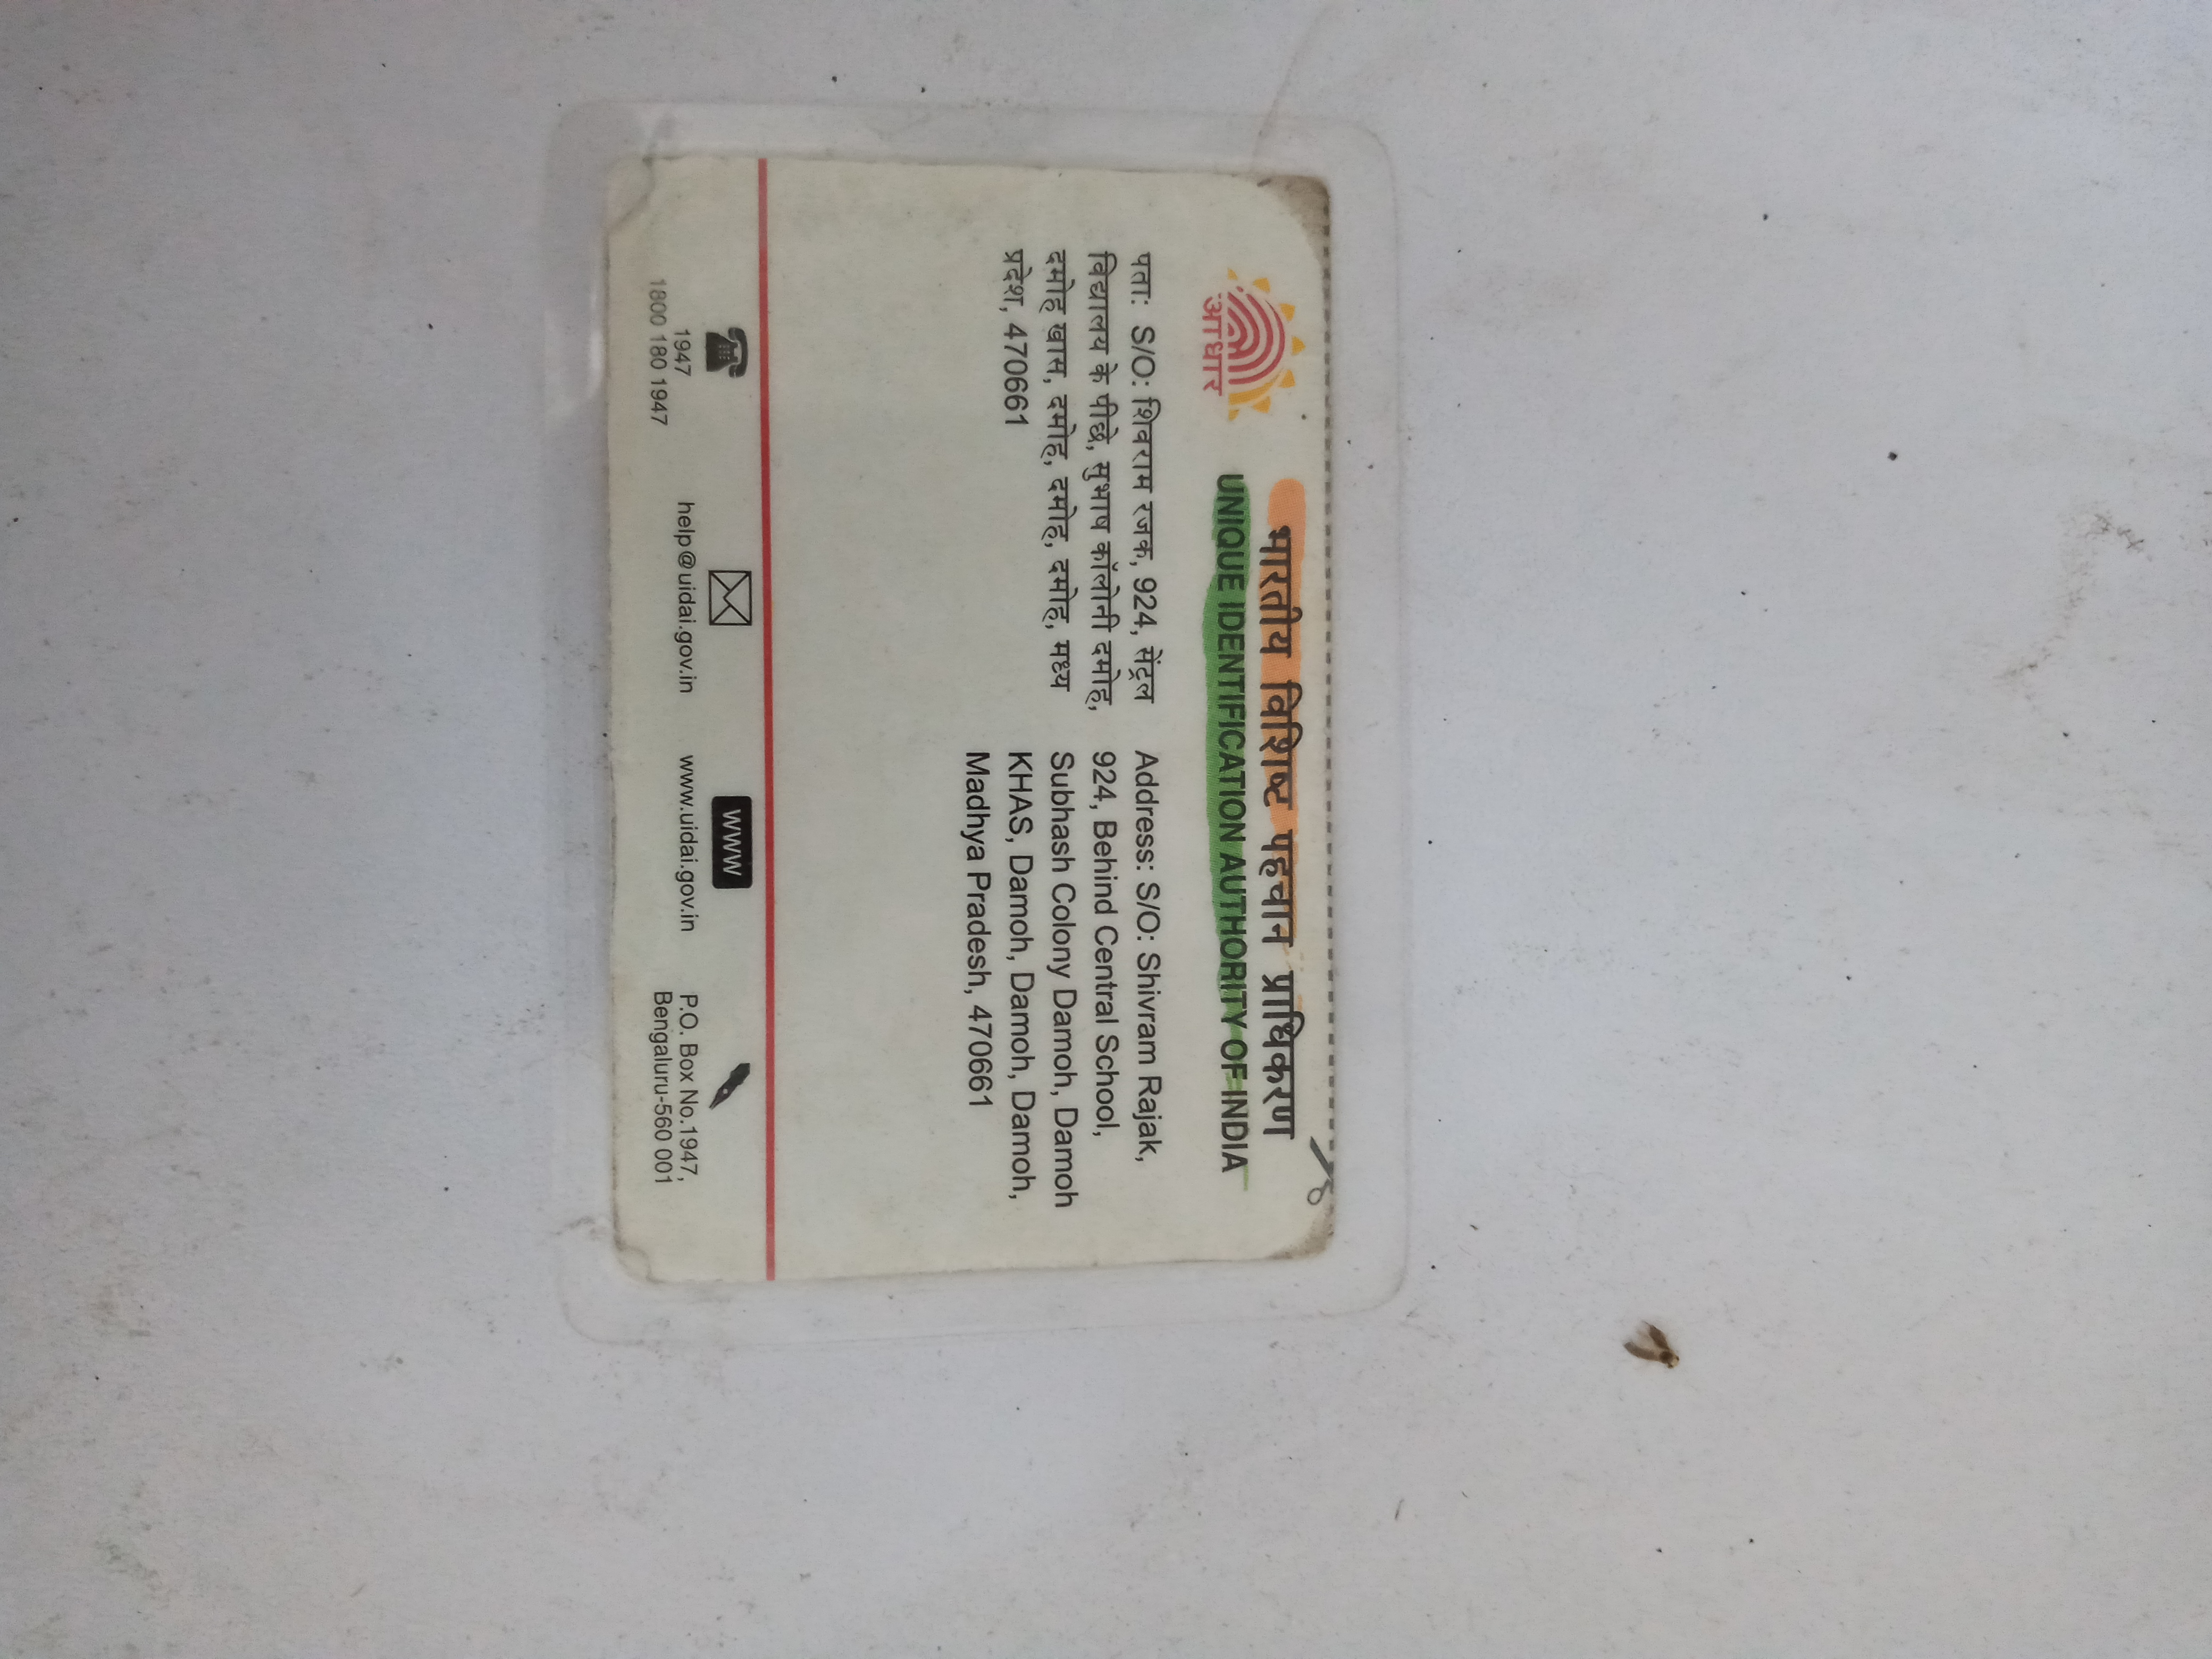 भारतीय विशिष्ट पहचान प्राधिकरण
UNIQUE IDENTIFICATION AUTHORITY OF INDIA
आधार
पताः S/O: शिवराम रजक, 924, सेंट्रल
विद्यालय के पीछे, सुभाष कॉलोनी दमोह,
दमोह खास, दमोह, दमोह, दमोह, मध्य
प्रदेश, 470661
Address: S/O: Shivram Rajak,
924, Behind Central School,
Subhash Colony Damoh, Damoh
KHAS, Damoh, Damoh, Damoh,
Madhya Pradesh, 470661
1947
1800 180 1947
help@uidai.gov.in
WWW
www.uidai.gov.in
P.O. Box No.1947,
Bengaluru-560 001